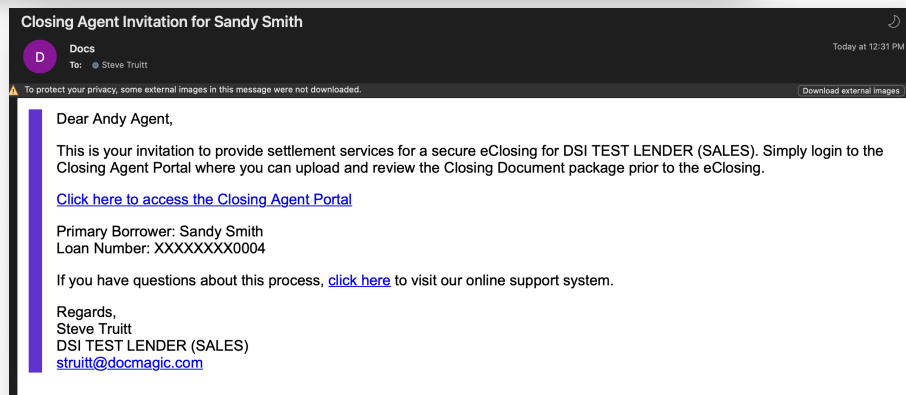 Closing Agent Invitation for Sandy Smith
D
Docs
Today at 12:31 PM
To: Steve Truitt
To protect your privacy, some external images in this message were not downloaded.
Download external images
Dear Andy Agent,
This is your invitation to provide settlement services for a secure eClosing for DSI TEST LENDER (SALES). Simply login to the
Closing Agent Portal where you can upload and review the Closing Document package prior to the eClosing.
Click here to access the Closing Agent Portal
Primary Borrower: Sandy Smith
Loan Number: XXXXXXXX0004
If you have questions about this process, click here to visit our online support system.
Regards,
Steve Truitt
DSI TEST LENDER (SALES)
struitt@docmagic.com